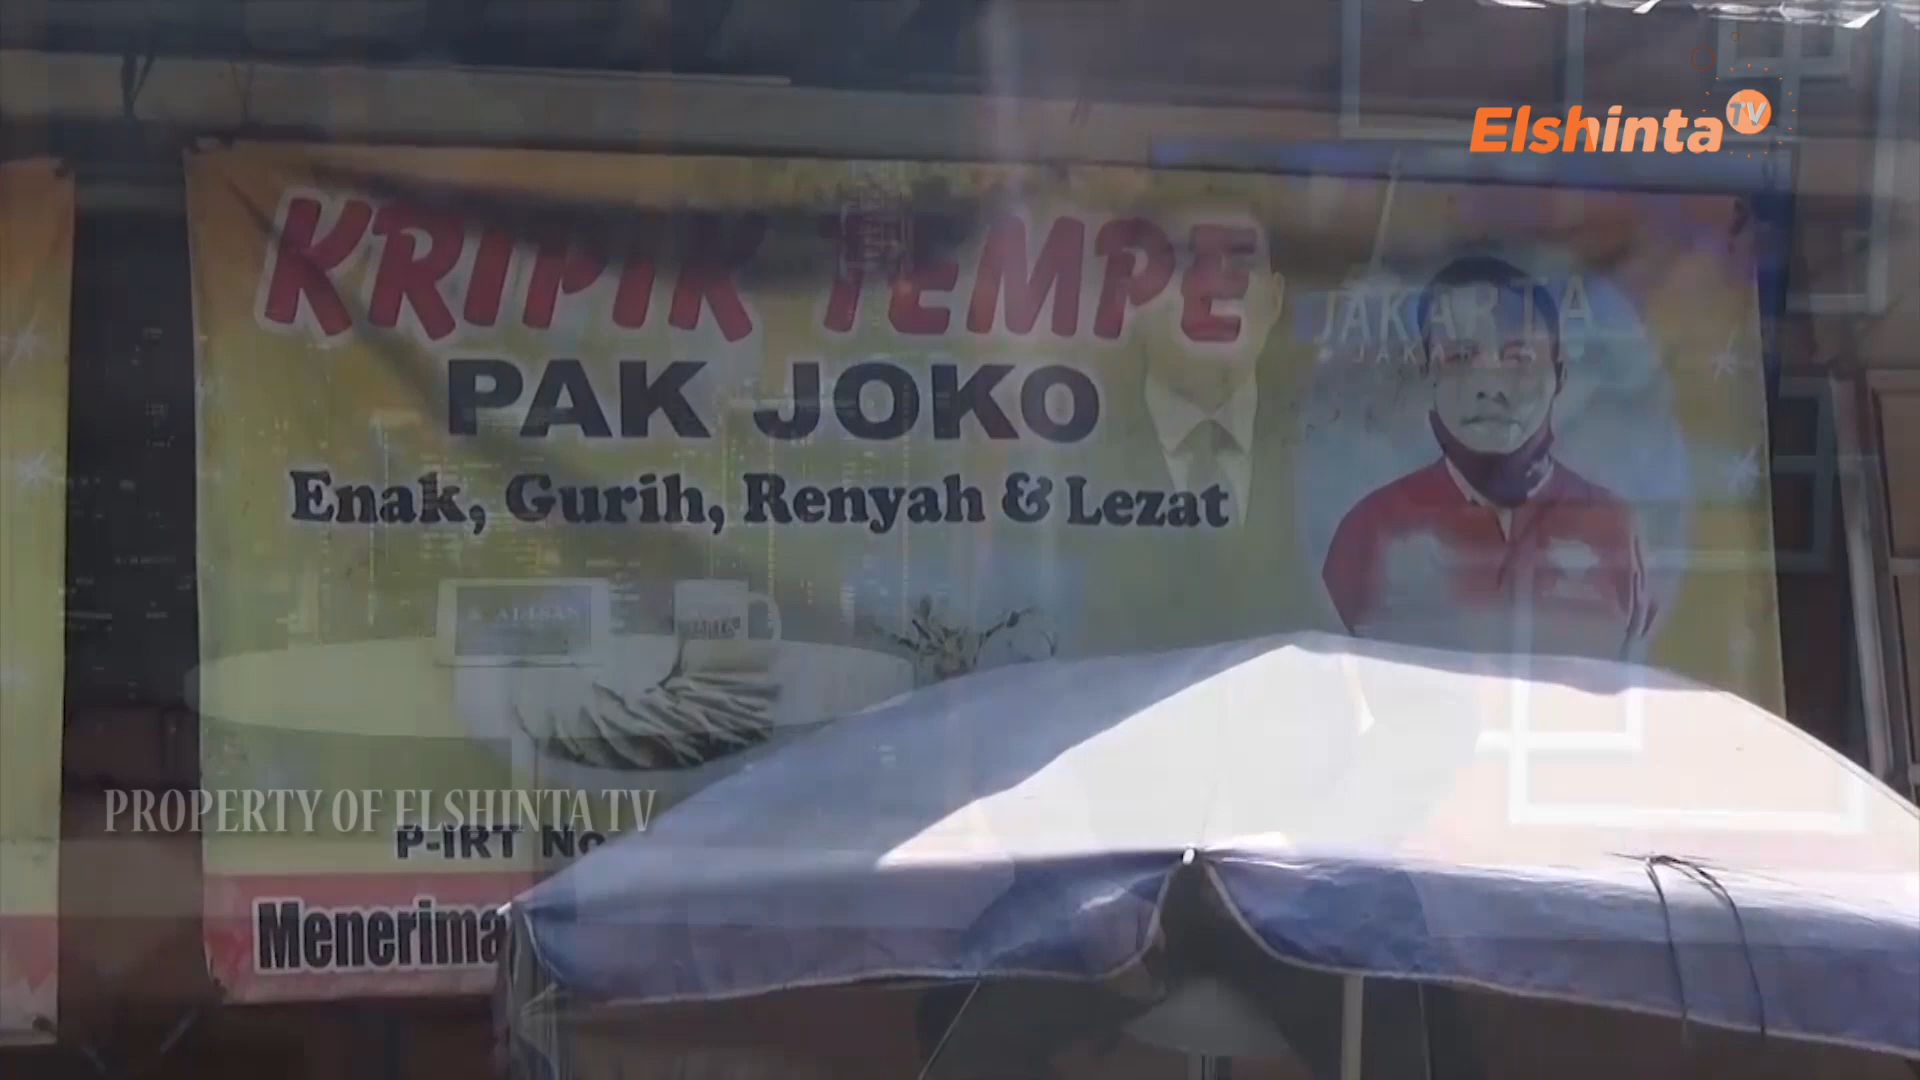 Elshinta TV
KRIPIK TEMPE
JAKARTA
PAK JOKO
Enak, Gurih, Renyah & Lezat
PROPERTY OF ELSHINTA TV
P-IRT No
Menerima